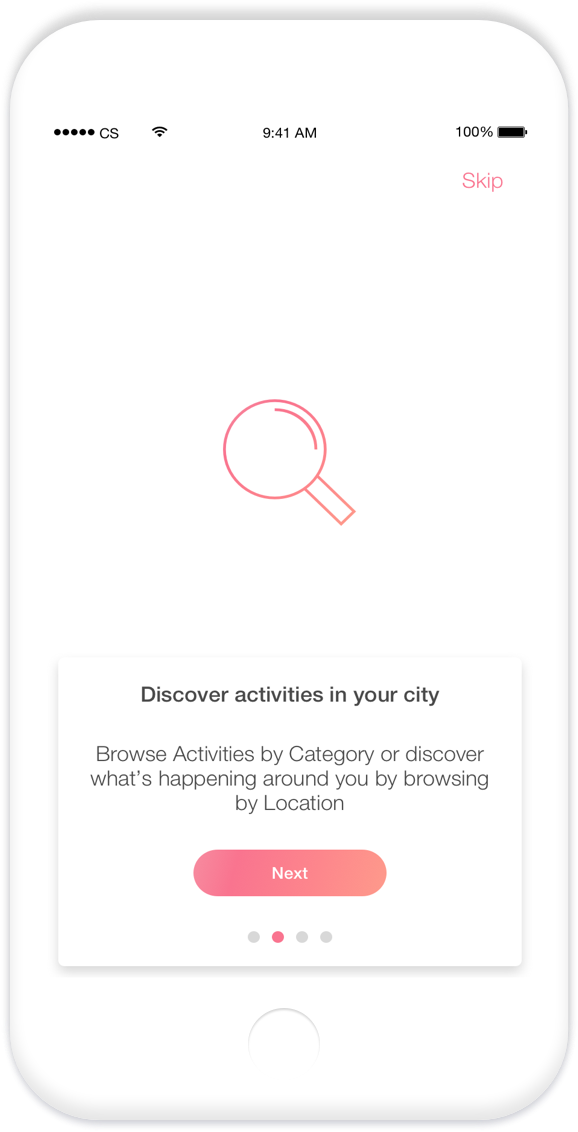 CS 9:41 AM 100%
Skip
Discover activities in your city
Browse Activities by Category or discover
what's happening around you by browsing
by Location
Next